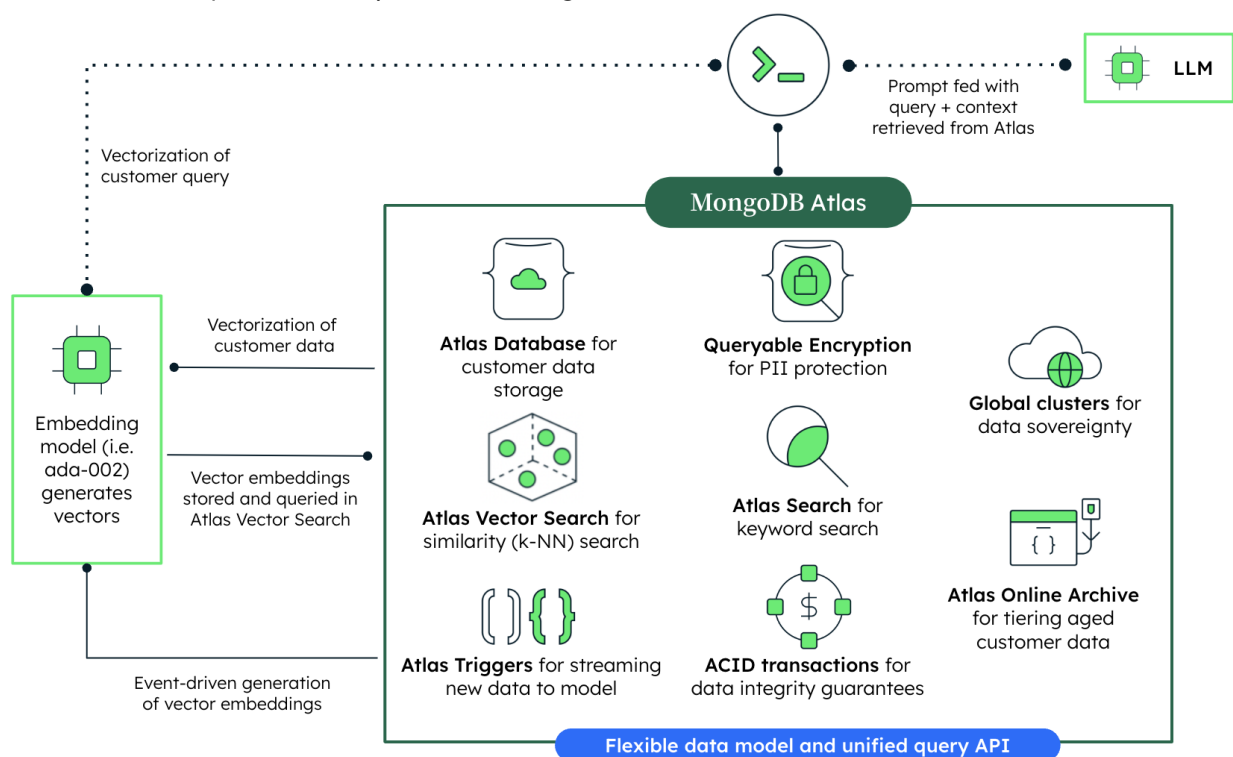 LLM
Prompt fed with
query + context
retrieved from Atlas
Vectorization of
customer query
MongoDB Atlas
Embedding
model (i.e.
ada-002)
generates
vectors
Vectorization of
customer data
Vector embeddings
stored and queried in
Atlas Vector Search
Event-driven generation
of vector embeddings
Atlas Database for
customer data
storage
Queryable Encryption
for PII protection
Global clusters for
data sovereignty
Atlas Vector Search for
similarity (k-NN) search
Atlas Search for
keyword search
Atlas Online Archive
for tiering aged
customer data
Atlas Triggers for streaming
new data to model
ACID transactions for
data integrity guarantees
Flexible data model and unified query API